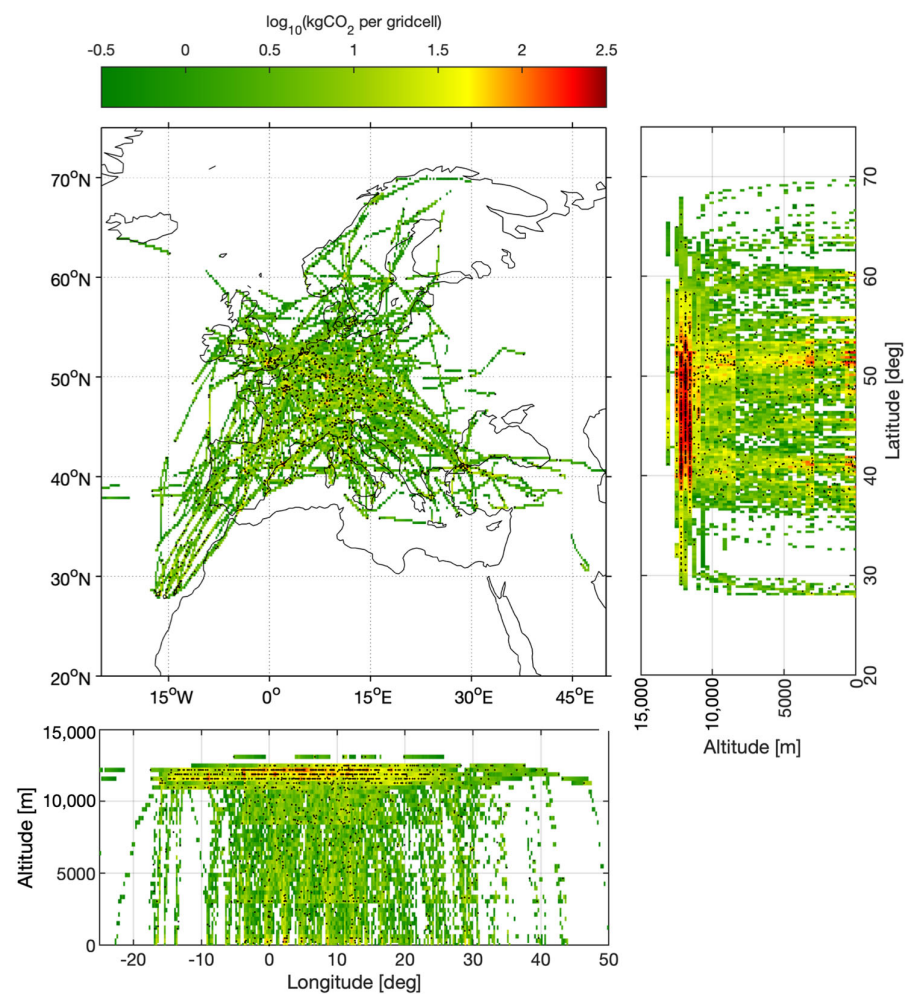 log10(kgCO2 per gridcell)
-0.5 0 0.5 1 1.5 2 2.5
70°N
60°N
50°N
40°N
30°N
20°N
15°W 0° 15°E 30°E 45°E
70
60
50
40
30
20
Latitude [deg]
15,000 10,000 5000 0
Altitude [m]
15,000
10,000
5000
0
Altitude [m]
-20 -10 0 10 20 30 40 50
Longitude [deg]